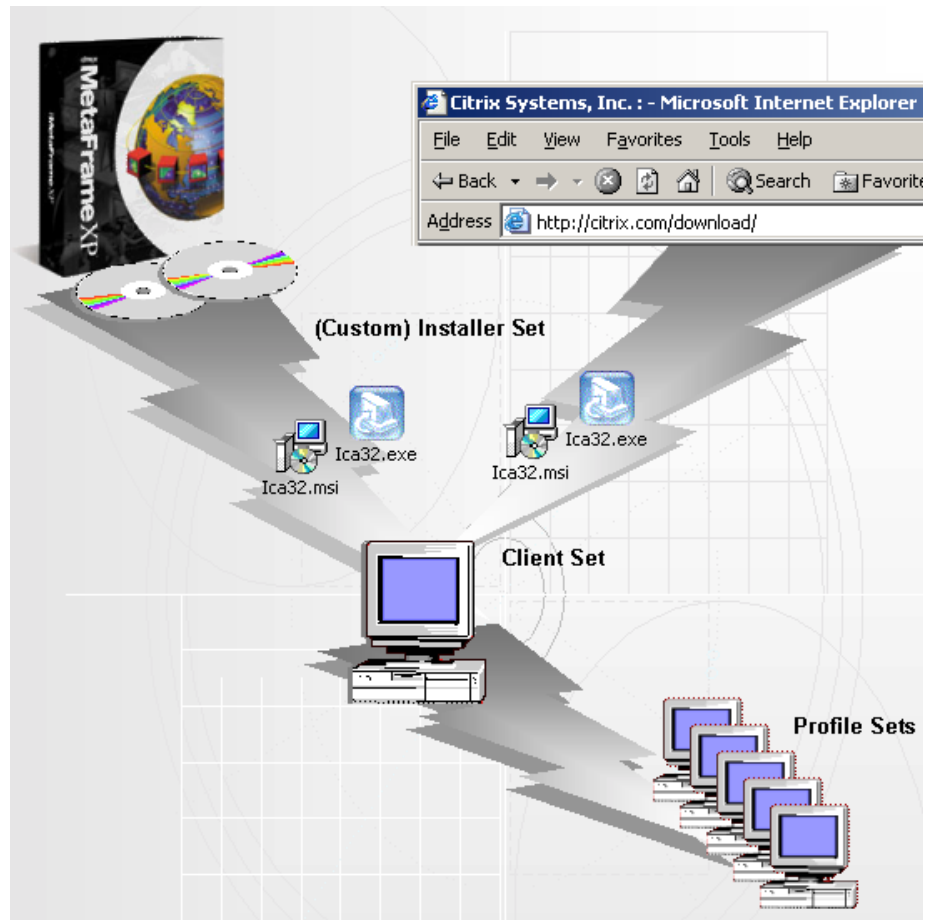 MetaFrame XP
Citrix Systems, Inc. : - Microsoft Internet Explorer
File Edit View Favorites Tools Help
Back Search Favorite
Address http://citrix.com/download/
(Custom) Installer Set
Ica32.exe
Ica32.msi
Ica32.exe
Ica32.msi
Client Set
Profile Sets